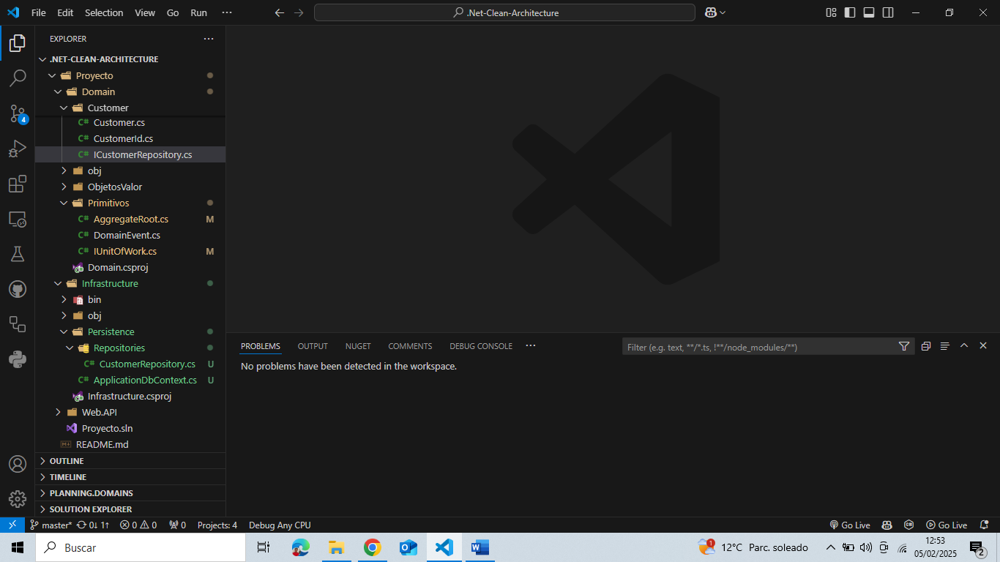 File Edit Selection View Go Run ···
.Net-Clean-Architecture
EXPLORER
.NET-CLEAN-ARCHITECTURE
Proyecto
Domain
Customer
C# Customer.cs
C# CustomerId.cs
C# ICustomerRepository.cs
obj
ObjetosValor
Primitivos
C# AggregateRoot.cs M
C# DomainEvent.cs
C# IUnitOfWork.cs M
Domain.csproj
Infrastructure
bin
obj
Persistence
Repositories
C# CustomerRepository.cs U
C# ApplicationDbContext.cs U
Infrastructure.csproj
Web.API
Proyecto.sln
README.md
OUTLINE
TIMELINE
PLANNING.DOMAINS
SOLUTION EXPLORER
4
PROBLEMS OUTPUT NUGET COMMENTS DEBUG CONSOLE ···
Filter (e.g. text, **/*.ts, !**/node_modules/**)
No problems have been detected in the workspace.
master* 0↓ 1↑ 0 0 0 Projects: 4 Debug Any CPU
Go Live Go Live
Buscar
1 12°C Parc. soleado
12:53
05/02/2025
2